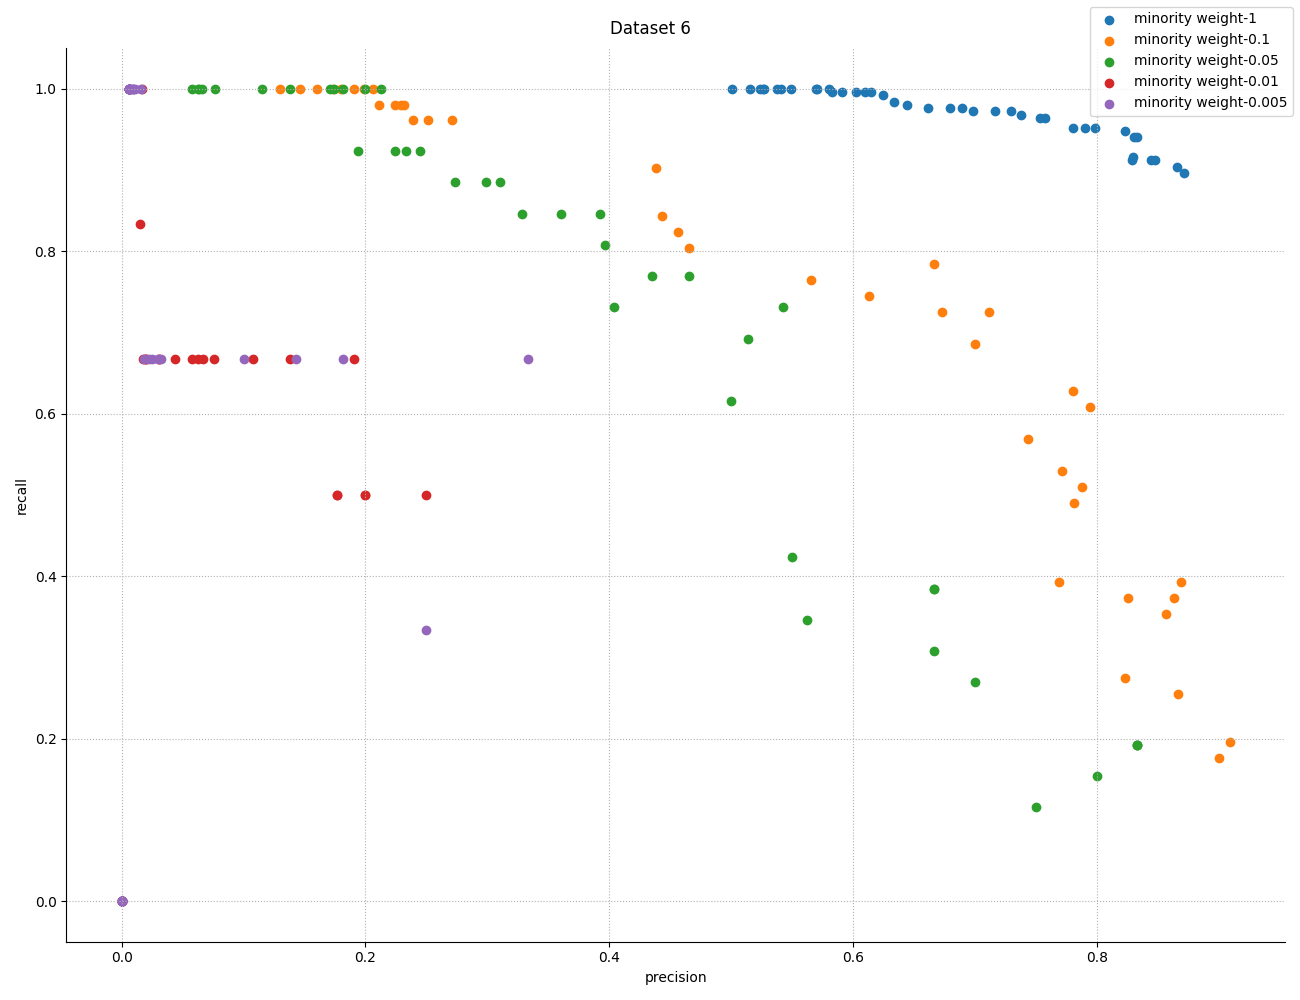 Dataset 6
minority weight-1
minority weight-0.1
minority weight-0.05
minority weight-0.01
minority weight-0.005
1.0
0.8
0.6
0.4
0.2
0.0
recall
0.0 0.2 0.4 0.6 0.8
precision